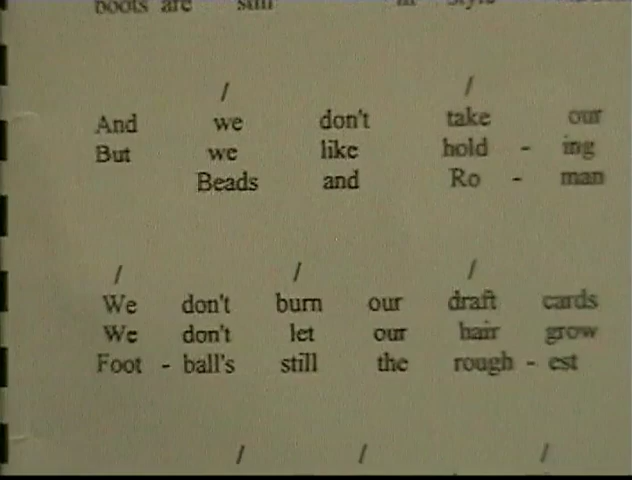 boots are still in style
/ /
And we don't take our
But we like hold - ing
Beads and Ro - man
/ / /
We don't burn our draft cards
We don't let our hair grow
Foot - ball's still the rough - est
/ / /